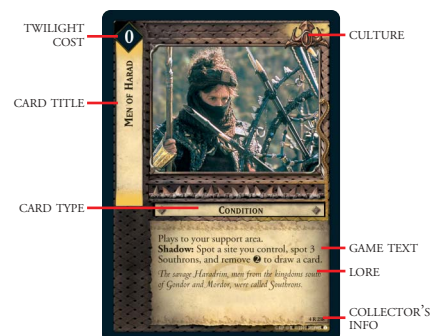 TWILIGHT
COST
0
CULTURE
MEN OF HARAD
CARD TITLE
CARD TYPE
CONDITION
Plays to your support area.
Shadow: Spot a site you control, spot 3
Southrons, and remove 2 to draw a card.
GAME TEXT
The savage Haradrim, men from the kingdoms south
of Gondor and Mordor, were called Southrons.
LORE
COLLECTOR'S
INFO